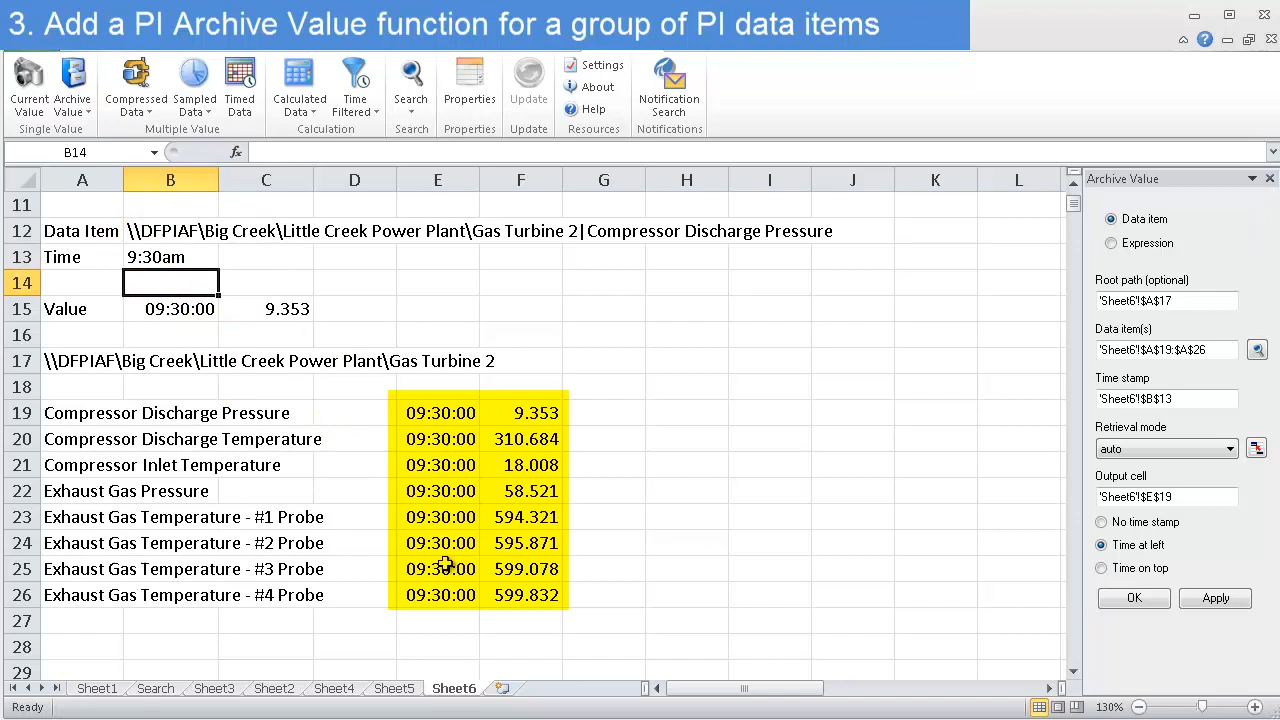 3. Add a PI Archive Value function for a group of PI data items
Current Value
Archive Value
Compressed Data
Sampled Data
Timed Data
Calculated Data
Time Filtered
Search
Properties
Update
Settings
About
Help
Notification Search
Single Value
Multiple Value
Calculation
Search
Properties
Update
Resources
Notifications
B14
fx
Archive Value
A B C D E F G H I J K L
11
12 Data Item \\DFPIAF\Big Creek\Little Creek Power Plant\Gas Turbine 2|Compressor Discharge Pressure
13 Time 9:30am
14
15 Value 09:30:00 9.353
16
17 \\DFPIAF\Big Creek\Little Creek Power Plant\Gas Turbine 2
18
19 Compressor Discharge Pressure 09:30:00 9.353
20 Compressor Discharge Temperature 09:30:00 310.684
21 Compressor Inlet Temperature 09:30:00 18.008
22 Exhaust Gas Pressure 09:30:00 58.521
23 Exhaust Gas Temperature - #1 Probe 09:30:00 594.321
24 Exhaust Gas Temperature - #2 Probe 09:30:00 595.871
25 Exhaust Gas Temperature - #3 Probe 09:30:00 599.078
26 Exhaust Gas Temperature - #4 Probe 09:30:00 599.832
27
28
29
Data item
Expression
Root path (optional)
'Sheet6'!$A$17
Data item(s)
'Sheet6'!$A$19:$A$26
Time stamp
'Sheet6'!$B$13
Retrieval mode
auto
Output cell
'Sheet6'!$E$19
No time stamp
Time at left
Time on top
OK Apply
Sheet1 Search Sheet3 Sheet2 Sheet4 Sheet5 Sheet6
Ready 130%